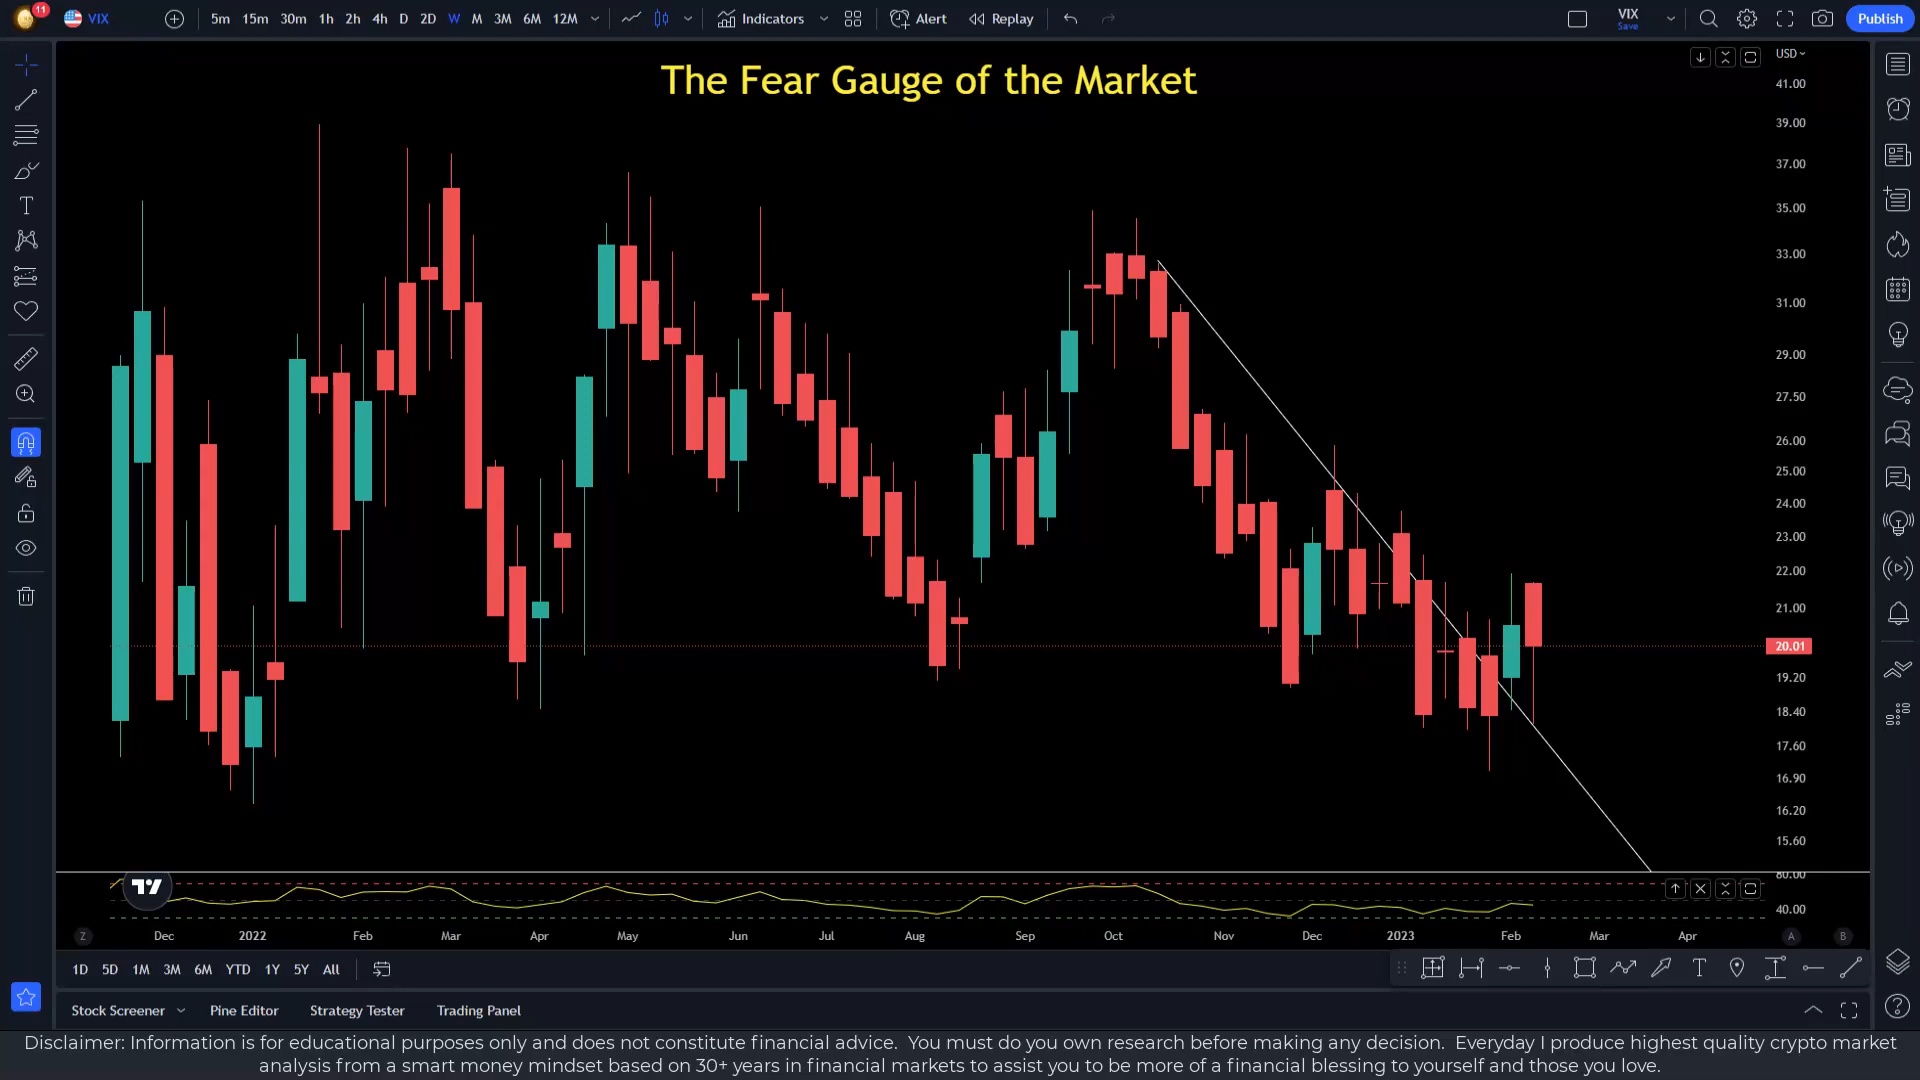 11 VIX 5m 15m 30m 1h 2h 4h D 2D W M 3M 6M 12M Indicators Alert Replay VIX Save Publish
The Fear Gauge of the Market
USD
41.00
39.00
37.00
35.00
33.00
31.00
29.00
27.50
26.00
25.00
24.00
23.00
22.00
21.00
20.01
19.20
18.40
17.60
16.90
16.20
15.60
80.00
40.00
Z Dec 2022 Feb Mar Apr May Jun Jul Aug Sep Oct Nov Dec 2023 Feb Mar Apr A B
1D 5D 1M 3M 6M YTD 1Y 5Y All
Stock Screener Pine Editor Strategy Tester Trading Panel
Disclaimer: Information is for educational purposes only and does not constitute financial advice. You must do you own research before making any decision. Everyday I produce highest quality crypto market
analysis from a smart money mindset based on 30+ years in financial markets to assist you to be more of a financial blessing to yourself and those you love.